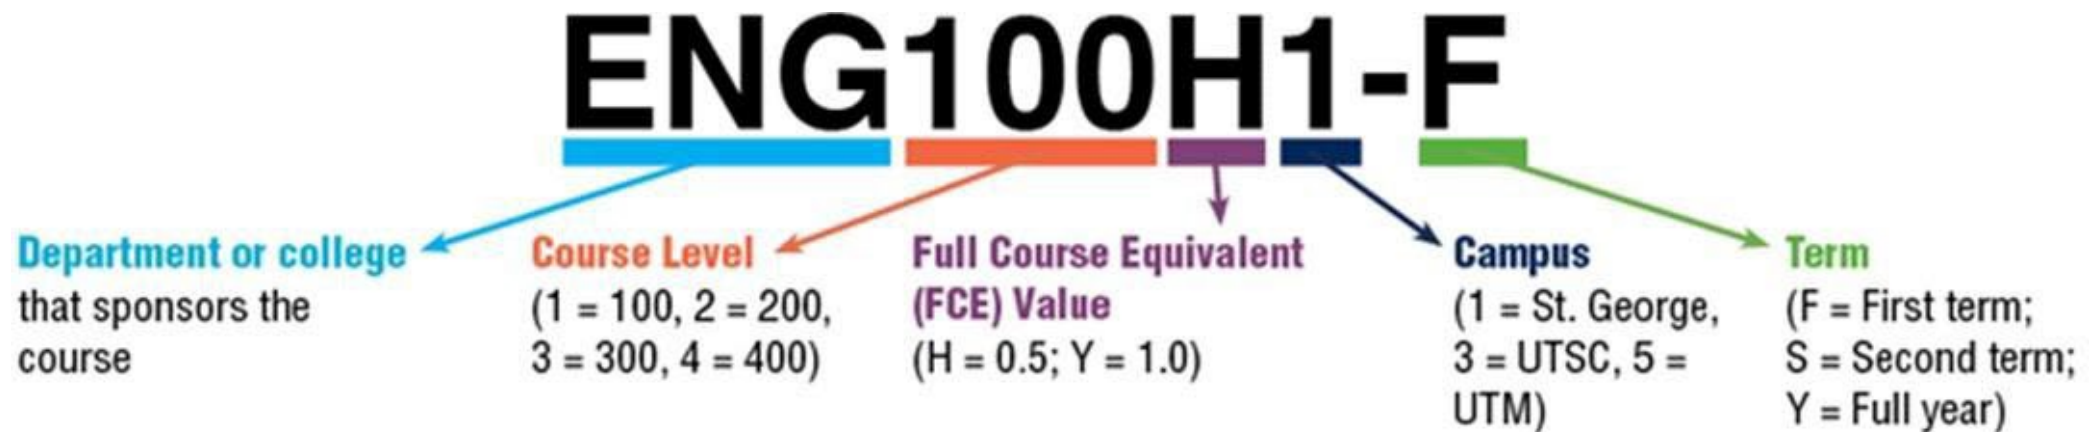 ENG100H1-F
Department or college
that sponsors the
course
Course Level
(1 = 100, 2 = 200,
3 = 300, 4 = 400)
Full Course Equivalent
(FCE) Value
(H = 0.5; Y = 1.0)
Campus
(1 = St. George,
3 = UTSC, 5 =
UTM)
Term
(F = First term;
S = Second term;
Y = Full year)